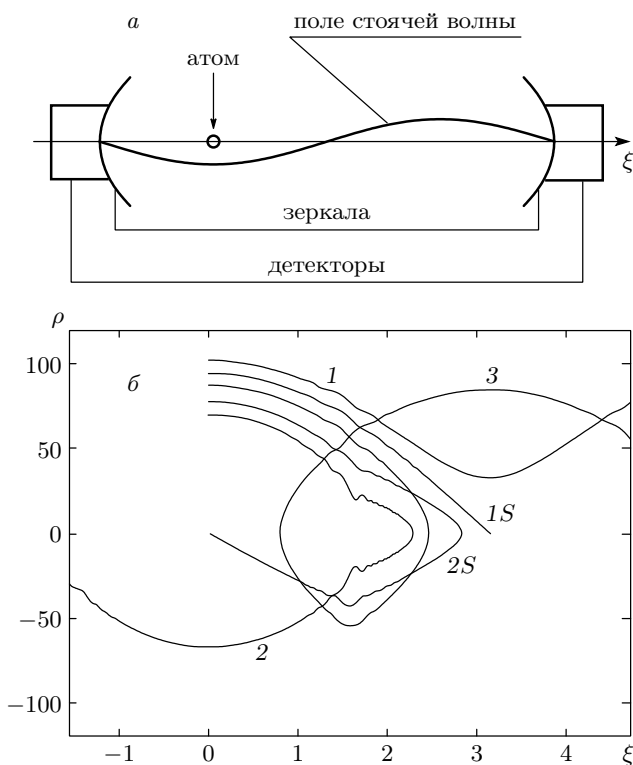 а
поле стоячей волны
атом
ξ
зеркала
детекторы
ρ
100
б
1
3
50
1S
0
2S
−50
2
−100
−1
0
1
2
3
4
ξ